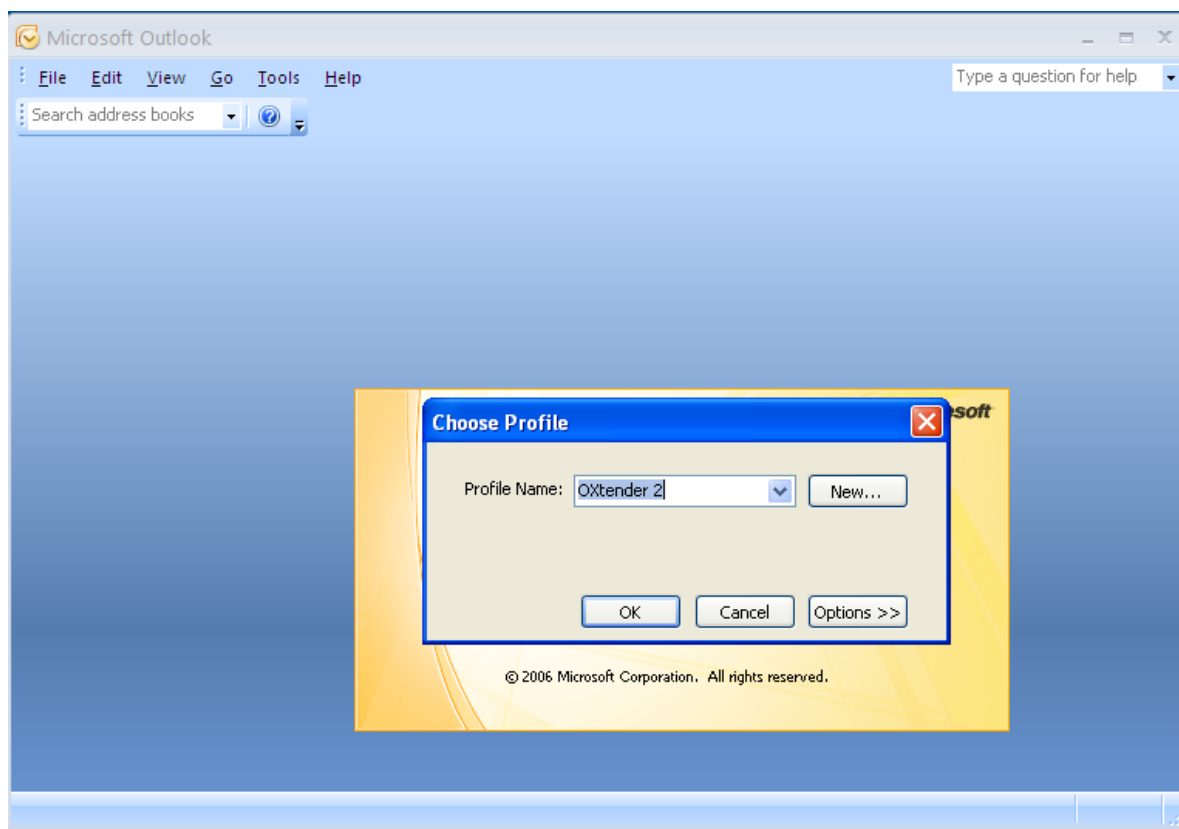 Microsoft Outlook
File Edit View Go Tools Help
Type a question for help
Search address books
soft
Choose Profile
Profile Name: OXtender 2 New...
OK Cancel Options >>
© 2006 Microsoft Corporation. All rights reserved.